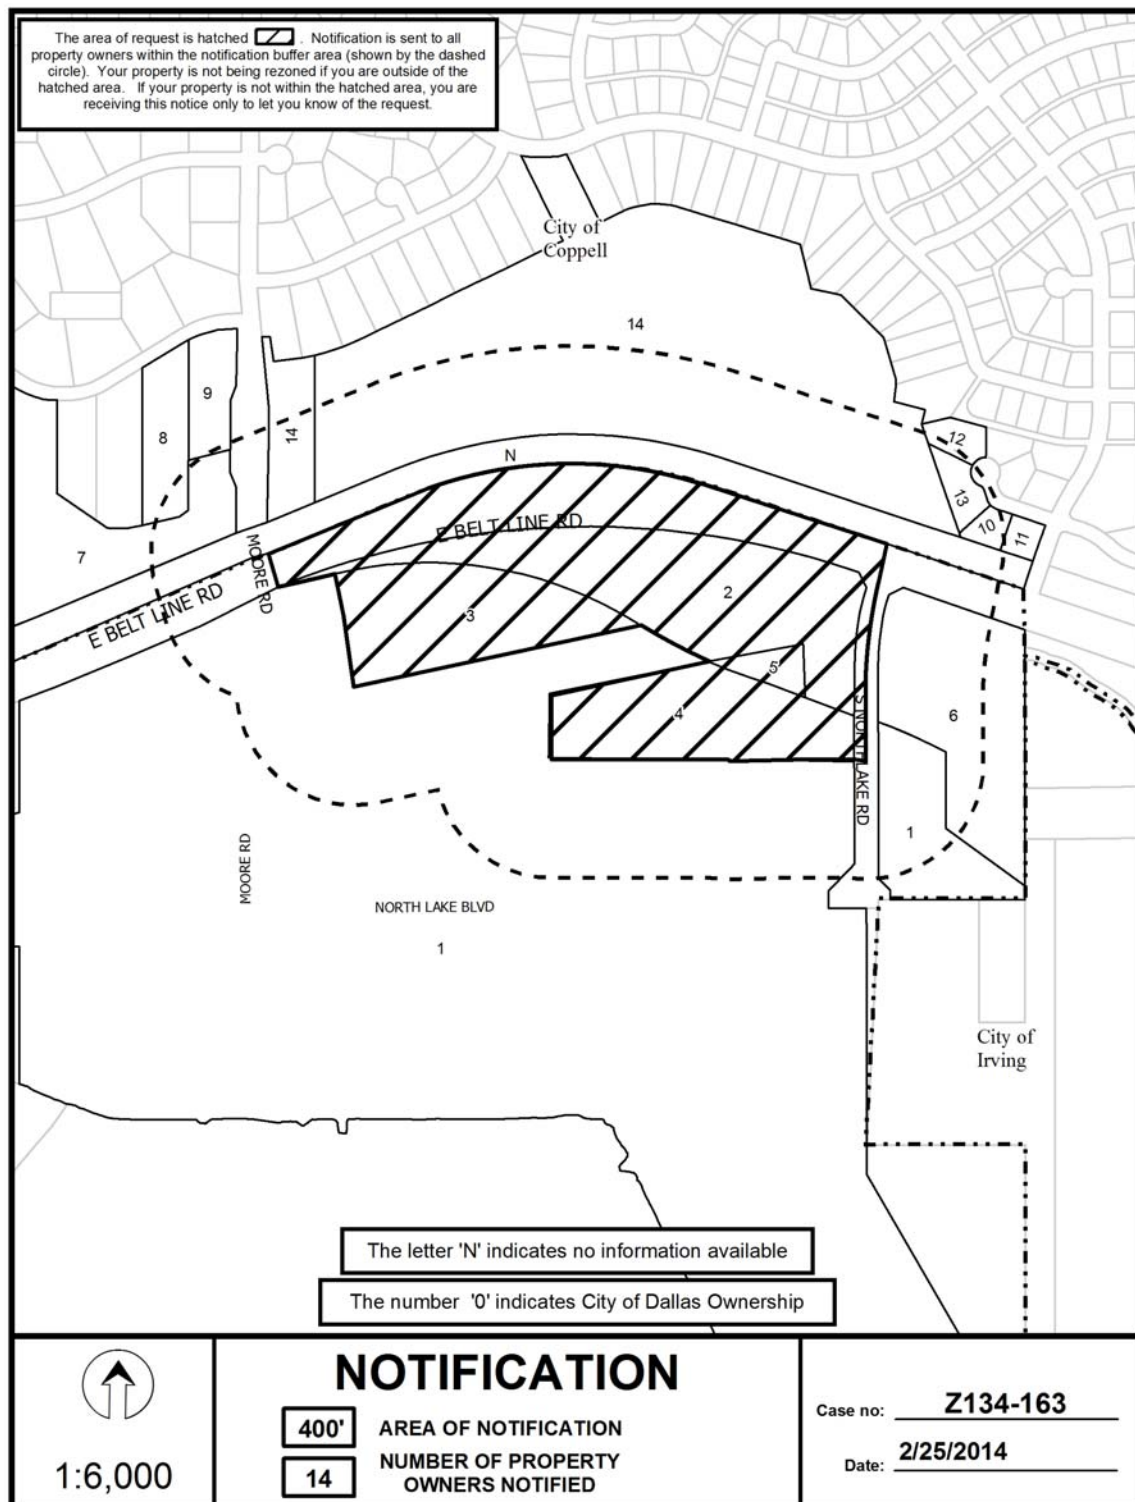 The area of request is hatched . Notification is sent to all
property owners within the notification buffer area (shown by the dashed
circle). Your property is not being rezoned if you are outside of the
hatched area. If your property is not within the hatched area, you are
receiving this notice only to let you know of the request.
City of
Coppell
14
9
8
14
N
12
13
10
11
7
MOORE RD
E BELT LINE RD
E BELT LINE RD
2
3
5
4
S NORTH LAKE RD
6
1
MOORE RD
NORTH LAKE BLVD
1
City of
Irving
The letter 'N' indicates no information available
The number '0' indicates City of Dallas Ownership
1:6,000
NOTIFICATION
400' AREA OF NOTIFICATION
14 NUMBER OF PROPERTY
OWNERS NOTIFIED
Case no: Z134-163
Date: 2/25/2014